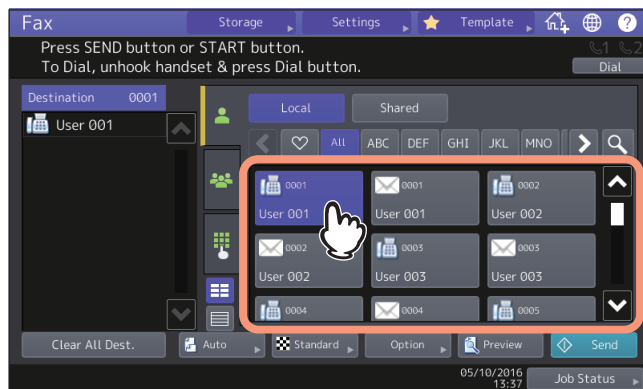 Fax
Storage
Settings
Template
?
Press SEND button or START button.
To Dial, unhook handset & press Dial button.
1 2
Dial
Destination 0001
User 001
Local
Shared
All
ABC
DEF
GHI
JKL
MNO
0001
User 001
0001
User 001
0002
User 002
0002
User 002
0003
User 003
0003
User 003
0004
0004
0005
Clear All Dest.
Auto
Standard
Option
Preview
Send
05/10/2016
13:37
Job Status